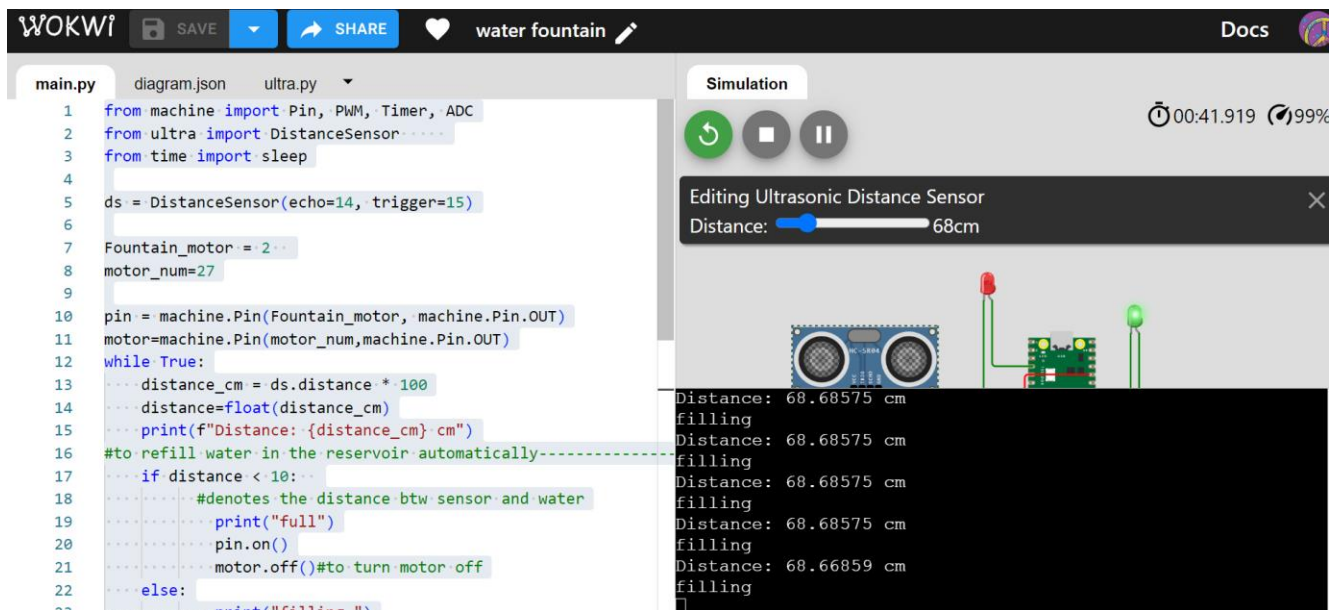 WOKWi SAVE SHARE water fountain Docs
main.py diagram.json ultra.py
Simulation
1 from machine import Pin, PWM, Timer, ADC
2 from ultra import DistanceSensor
3 from time import sleep
4
5 ds = DistanceSensor(echo=14, trigger=15)
6
7 Fountain_motor = 2
8 motor_num=27
9
10 pin = machine.Pin(Fountain_motor, machine.Pin.OUT)
11 motor=machine.Pin(motor_num,machine.Pin.OUT)
12 while True:
13 distance_cm = ds.distance * 100
14 distance=float(distance_cm)
15 print(f"Distance: {distance_cm} cm")
16 #to refill water in the reservoir automatically---------------
17 if distance < 10:
18 #denotes the distance btw sensor and water
19 print("full")
20 pin.on()
21 motor.off()#to turn motor off
22 else:
00:41.919 99%
Editing Ultrasonic Distance Sensor
Distance: 68cm
HC-SR04
Distance: 68.68575 cm
filling
Distance: 68.68575 cm
filling
Distance: 68.68575 cm
filling
Distance: 68.68575 cm
filling
Distance: 68.66859 cm
filling